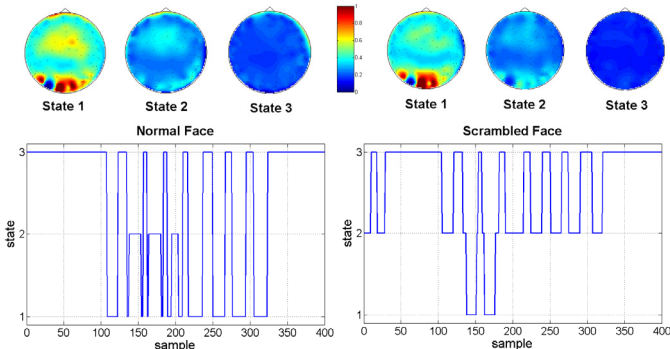 1
0.8
0.6
0.4
0.2
0
State 1 State 2 State 3
State 1 State 2 State 3
Normal Face
3
2
1
state
0 50 100 150 200 250 300 350 400
sample
Scrambled Face
3
2
1
state
0 50 100 150 200 250 300 350 400
sample